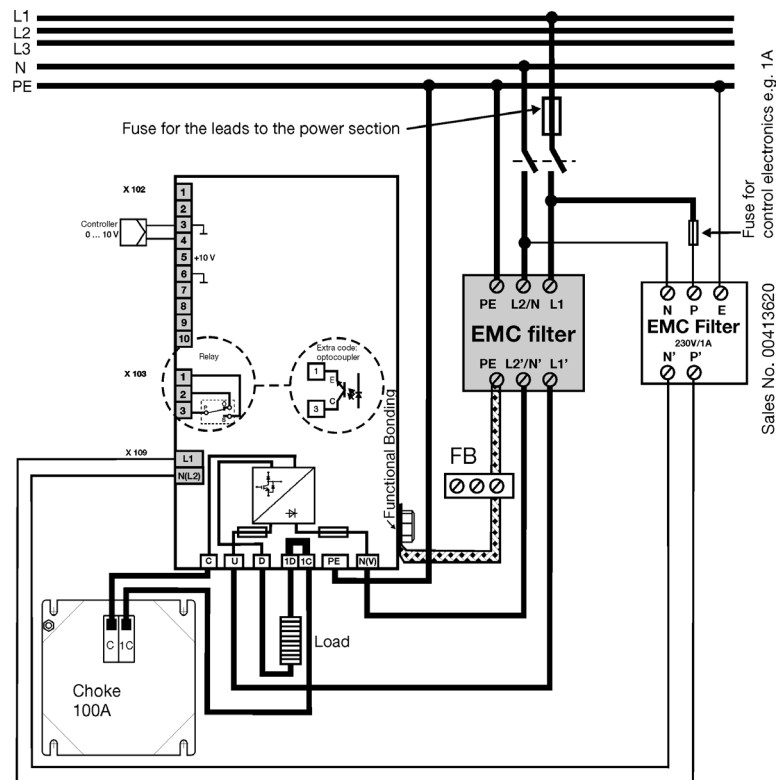 L1
L2
L3
N
PE
Fuse for the leads to the power section
Fuse for
control electronics e.g. 1A
Sales No. 00413620
X 102
1
2
3
4
5
6
7
8
9
10
+10 V
Controller
0 ... 10 V
X 103
1
2
3
Relay
P
Extra code:
optocoupler
1
E
C
3
X 109
L1
N(L2)
Functional Bonding
PE L2/N L1
EMC filter
PE L2'/N' L1'
N P E
EMC Filter
230V/1A
N' P'
FB
C U D 1D 1C PE N(V)
C 1C
Load
Choke
100A